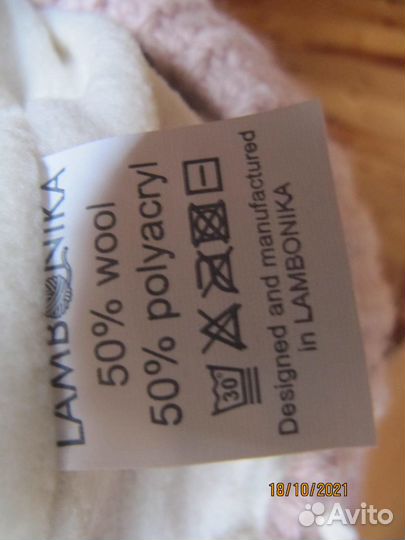 LAMBONIKA
50% wool
50% polyacryl
30°
Designed and manufactured
in LAMBONIKA
18/10/2021
Avito